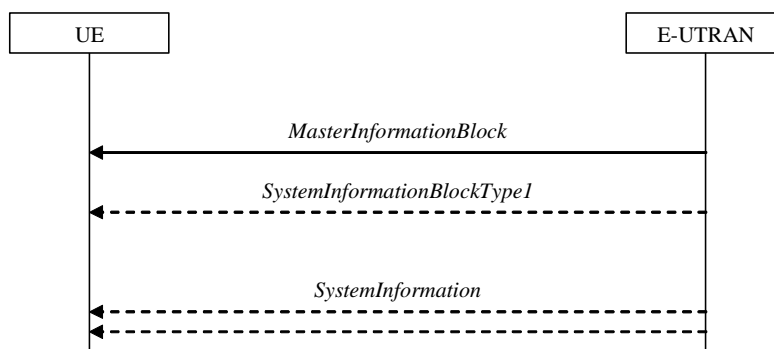 UE
E-UTRAN
MasterInformationBlock
SystemInformationBlockType1
SystemInformation